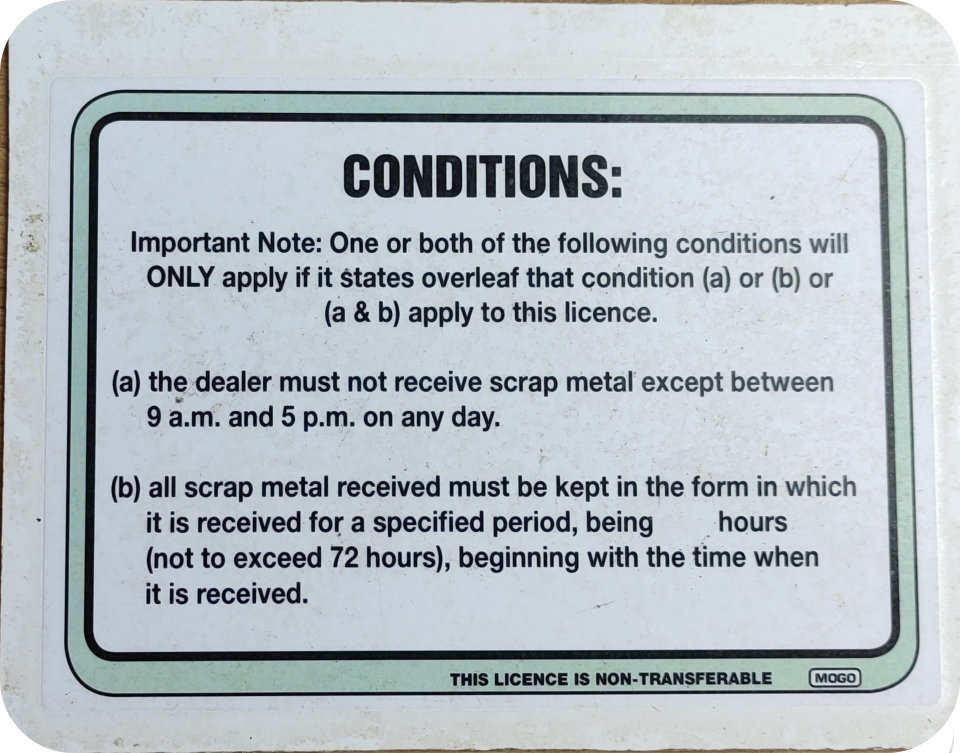 CONDITIONS:
Important Note: One or both of the following conditions will
ONLY apply if it states overleaf that condition (a) or (b) or
(a & b) apply to this licence.
(a) the dealer must not receive scrap metal except between
9 a.m. and 5 p.m. on any day.
(b) all scrap metal received must be kept in the form in which
it is received for a specified period, being hours
(not to exceed 72 hours), beginning with the time when
it is received.
THIS LICENCE IS NON-TRANSFERABLE MOGO